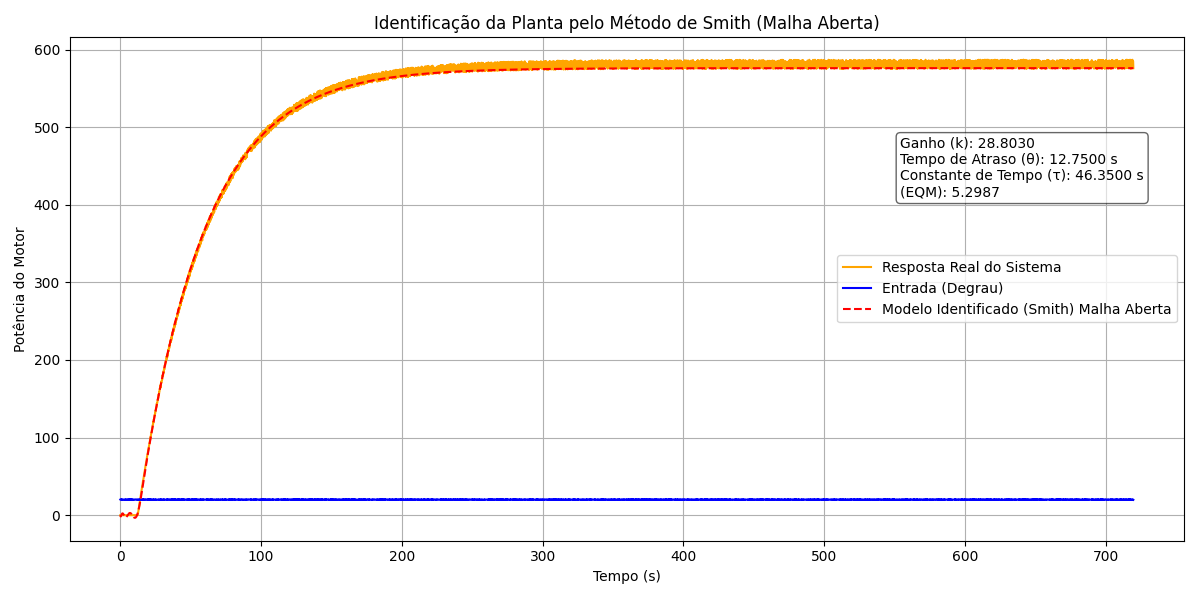 Identificação da Planta pelo Método de Smith (Malha Aberta)
600
500
400
300
200
100
0
Potência do Motor
Ganho (k): 28.8030
Tempo de Atraso (θ): 12.7500 s
Constante de Tempo (τ): 46.3500 s
(EQM): 5.2987
Resposta Real do Sistema
Entrada (Degrau)
Modelo Identificado (Smith) Malha Aberta
0 100 200 300 400 500 600 700
Tempo (s)